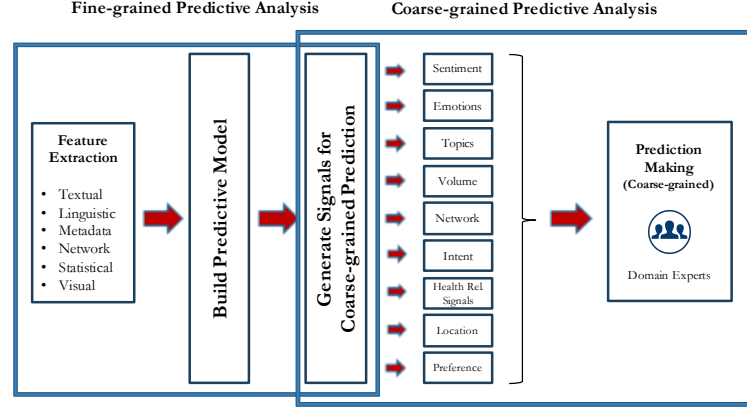 Fine-grained Predictive Analysis
Coarse-grained Predictive Analysis
Feature
Extraction
• Textual
• Linguistic
• Metadata
• Network
• Statistical
• Visual
Build Predictive Model
Generate Signals for
Coarse-grained Prediction
Sentiment
Emotions
Topics
Volume
Network
Intent
Health Rel.
Signals
Location
Preference
Prediction
Making
(Coarse-grained)
Domain Experts